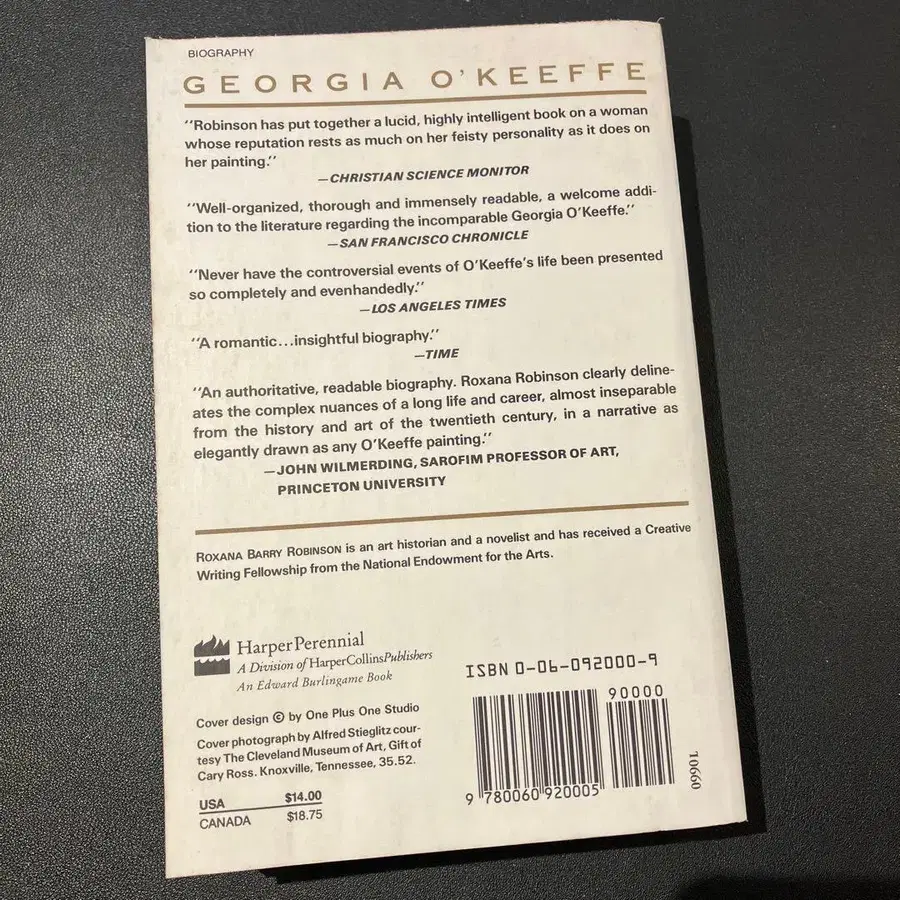 BIOGRAPHY
GEORGIA O'KEEFFE
"Robinson has put together a lucid, highly intelligent book on a woman
whose reputation rests as much on her feisty personality as it does on
her painting."
—CHRISTIAN SCIENCE MONITOR
"Well-organized, thorough and immensely readable, a welcome addi-
tion to the literature regarding the incomparable Georgia O'Keeffe."
—SAN FRANCISCO CHRONICLE
"Never have the controversial events of O'Keeffe's life been presented
so completely and evenhandedly."
—LOS ANGELES TIMES
"A romantic...insightful biography."
—TIME
"An authoritative, readable biography. Roxana Robinson clearly deline-
ates the complex nuances of a long life and career, almost inseparable
from the history and art of the twentieth century, in a narrative as
elegantly drawn as any O'Keeffe painting."
—JOHN WILMERDING, SAROFIM PROFESSOR OF ART,
PRINCETON UNIVERSITY
ROXANA BARRY ROBINSON is an art historian and a novelist and has received a Creative
Writing Fellowship from the National Endowment for the Arts.
HarperPerennial
A Division of HarperCollinsPublishers
An Edward Burlingame Book
Cover design © by One Plus One Studio
Cover photograph by Alfred Stieglitz cour-
tesy The Cleveland Museum of Art, Gift of
Cary Ross. Knoxville, Tennessee, 35.52.
USA $14.00
CANADA $18.75
ISBN 0-06-092000-9
90000
9 780060 920005
10660